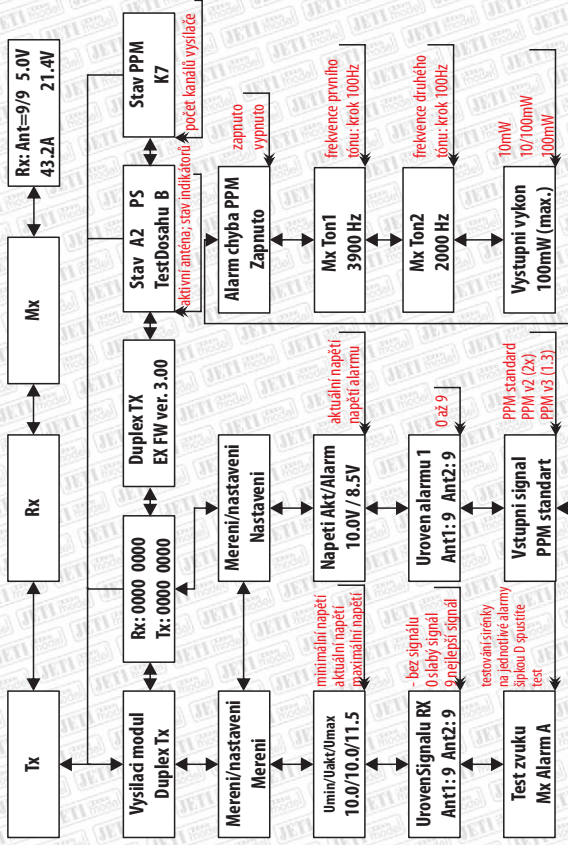 Tx
Rx
Mx
Rx: Ant=9/9 5.0V
43.2A 21.4V
Vysilaci modul
Duplex Tx
Rx: 0000 0000
Tx: 0000 0000
Duplex TX
EX FW ver. 3.00
Stav A2 PS
TestDosahu B
aktivní anténa; stav indikátorů
Stav PPM
K7
počet kanálů vysílače
Mereni/nastaveni
Mereni
Mereni/nastaveni
Nastaveni
Alarm chyba PPM
Zapnuto
zapnuto
vypnuto
Umin/Uakt/Umax
10.0/10.0/11.5
minimální napětí
aktuální napětí
maximální napětí
Napeti Akt/Alarm
10.0V / 8.5V
aktuální napětí
napětí alarmu
Mx Ton1
3900 Hz
frekvence prvního
tónu: krok 100Hz
UrovenSignalu RX
Ant1: 9 Ant2: 9
- bez signálu
0 slabý signál
9 nejlepší signál
Uroven alarmu 1
Ant1: 9 Ant2: 9
0 až 9
Mx Ton2
2000 Hz
frekvence druhého
tónu: krok 100Hz
Test zvuku
Mx Alarm A
testování sirénky
na jednotlivé alarmy
šipkou D spustíte
test
Vstupni signal
PPM standart
PPM standard
PPM v2 (2x)
PPM v3 (1.3)
Vystupni vykon
100mW (max.)
10mW
10/100mW
100mW